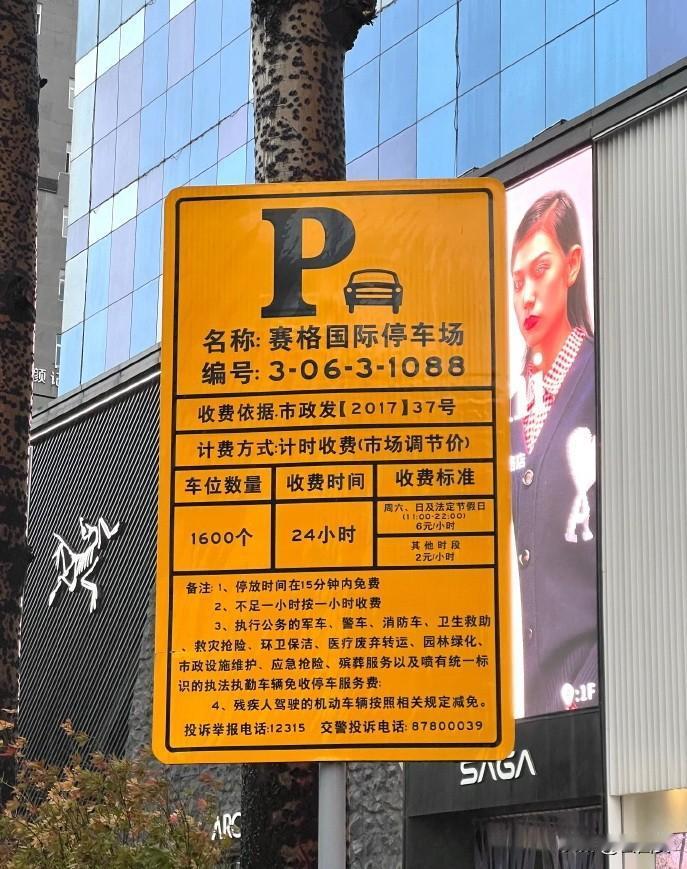 P
名称: 赛格国际停车场
编号: 3-06-3-1088
收费依据:市政发【2017】37号
计费方式:计时收费(市场调节价)
车位数量 收费时间 收费标准
1600个 24小时
周六、日及法定节假日
(11:00-22:00)
6元/小时
其他时段
2元/小时
备注: 1、停放时间在15分钟内免费
2、不足一小时按一小时收费
3、执行公务的军车、警车、消防车、卫生救助
、救灾抢险、环卫保洁、医疗废弃转运、园林绿化、
市政设施维护、应急抢险、殡葬服务以及喷有统一标
识的执法执勤车辆免收停车服务费;
4、残疾人驾驶的机动车辆按照相关规定减免。
投诉举报电话:12315 交警投诉电话: 87800039
:1F
SAGA
ARC